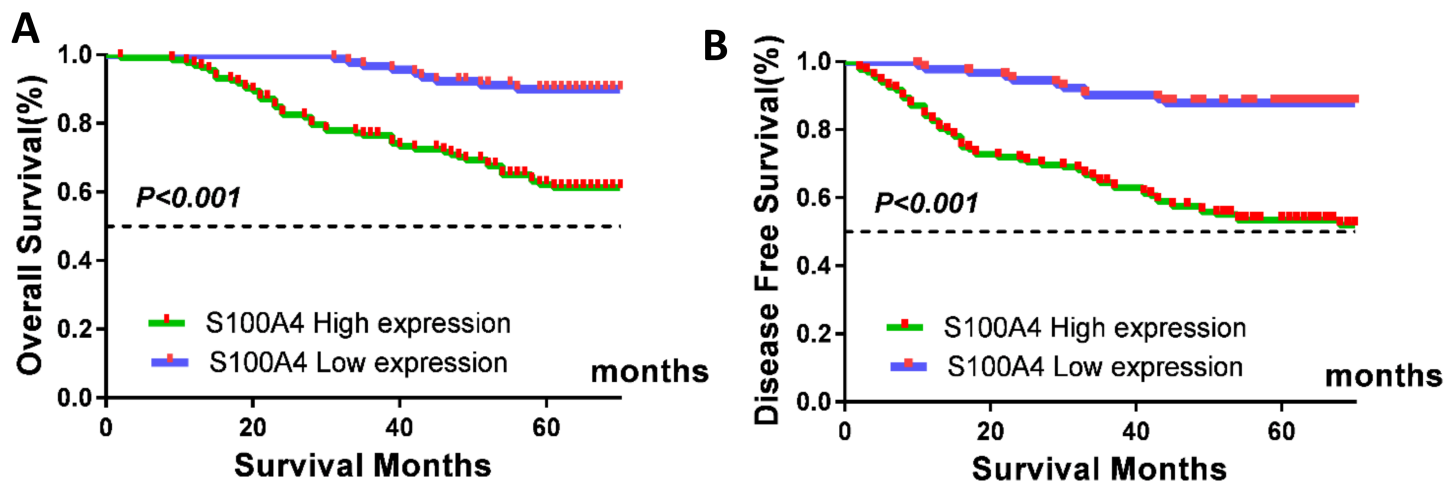 A
Overall Survival(%)
1.0
0.8
0.6
0.4
0.2
0.0
P<0.001
S100A4 High expression
S100A4 Low expression
months
0
20
40
60
Survival Months
B
Disease Free Survival(%)
1.0
0.8
0.6
0.4
0.2
0.0
P<0.001
S100A4 High expression
S100A4 Low expression
months
0
20
40
60
Survival Months